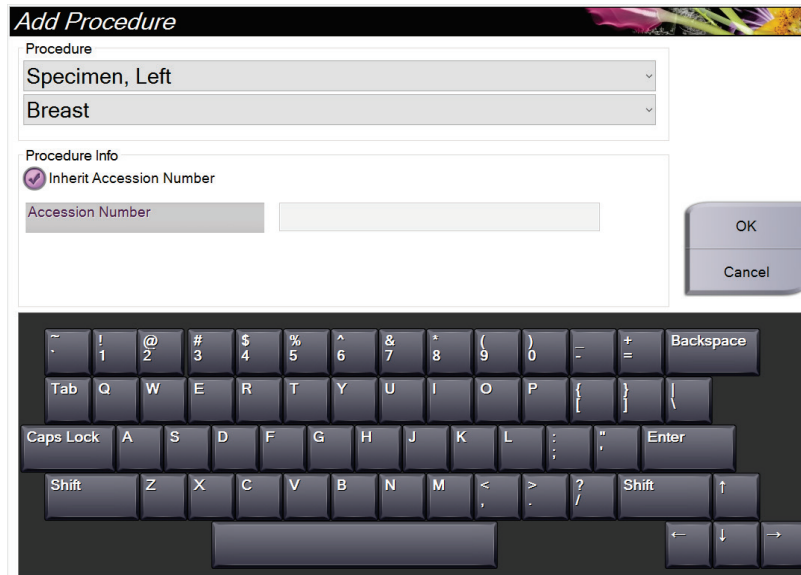 Add Procedure
Procedure
Specimen, Left
Breast
Procedure Info
Inherit Accession Number
Accession Number
OK
Cancel
~ ! @ # $ % ^ & * ( ) _ + Backspace
` 1 2 3 4 5 6 7 8 9 0 - =
Tab Q W E R T Y U I O P { } |
[ ] \
Caps Lock A S D F G H J K L : " Enter
; '
Shift Z X C V B N M < > ? Shift ↑
, . /
← ↓ →